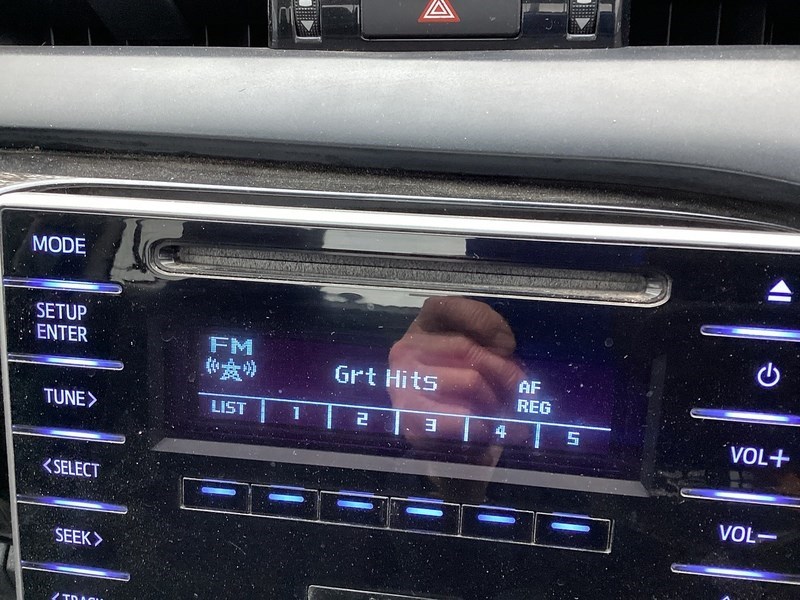 MODE
SETUP
ENTER
TUNE>
<SELECT
SEEK>
<TRACK
FM
Grt Hits
AF
REG
LIST 1 2 3 4 5
VOL+
VOL−